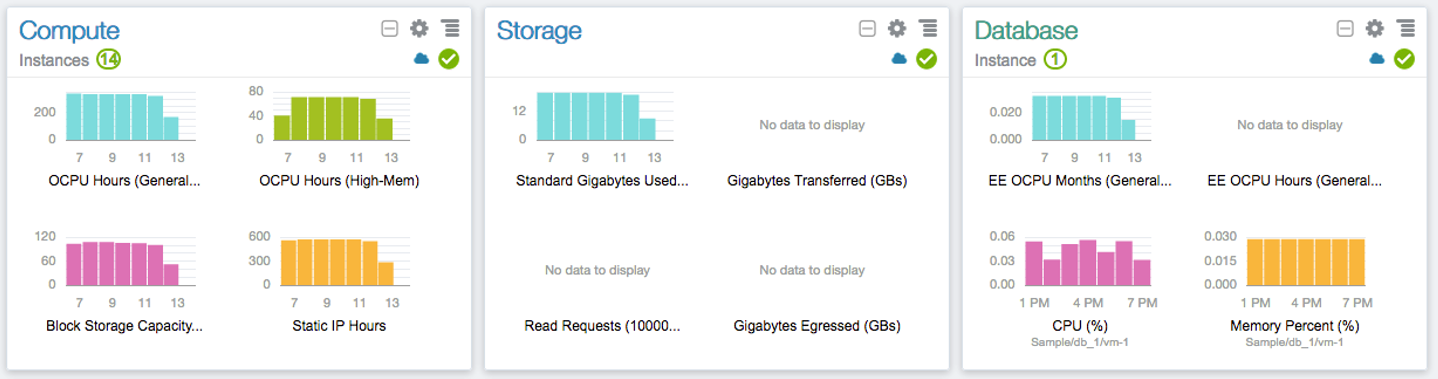 Compute
Instances 14
200
0
7 9 11 13
OCPU Hours (General...
80
40
0
7 9 11 13
OCPU Hours (High-Mem)
120
60
0
7 9 11 13
Block Storage Capacity...
600
300
0
7 9 11 13
Static IP Hours
Storage
12
0
7 9 11 13
Standard Gigabytes Used...
No data to display
Gigabytes Transferred (GBs)
No data to display
Read Requests (10000...
No data to display
Gigabytes Egressed (GBs)
Database
Instance 1
0.020
0.000
7 9 11 13
EE OCPU Months (General...
No data to display
EE OCPU Hours (General...
0.06
0.03
0.00
1 PM 4 PM 7 PM
CPU (%)
Sample/db_1/vm-1
0.030
0.015
0.000
1 PM 4 PM 7 PM
Memory Percent (%)
Sample/db_1/vm-1